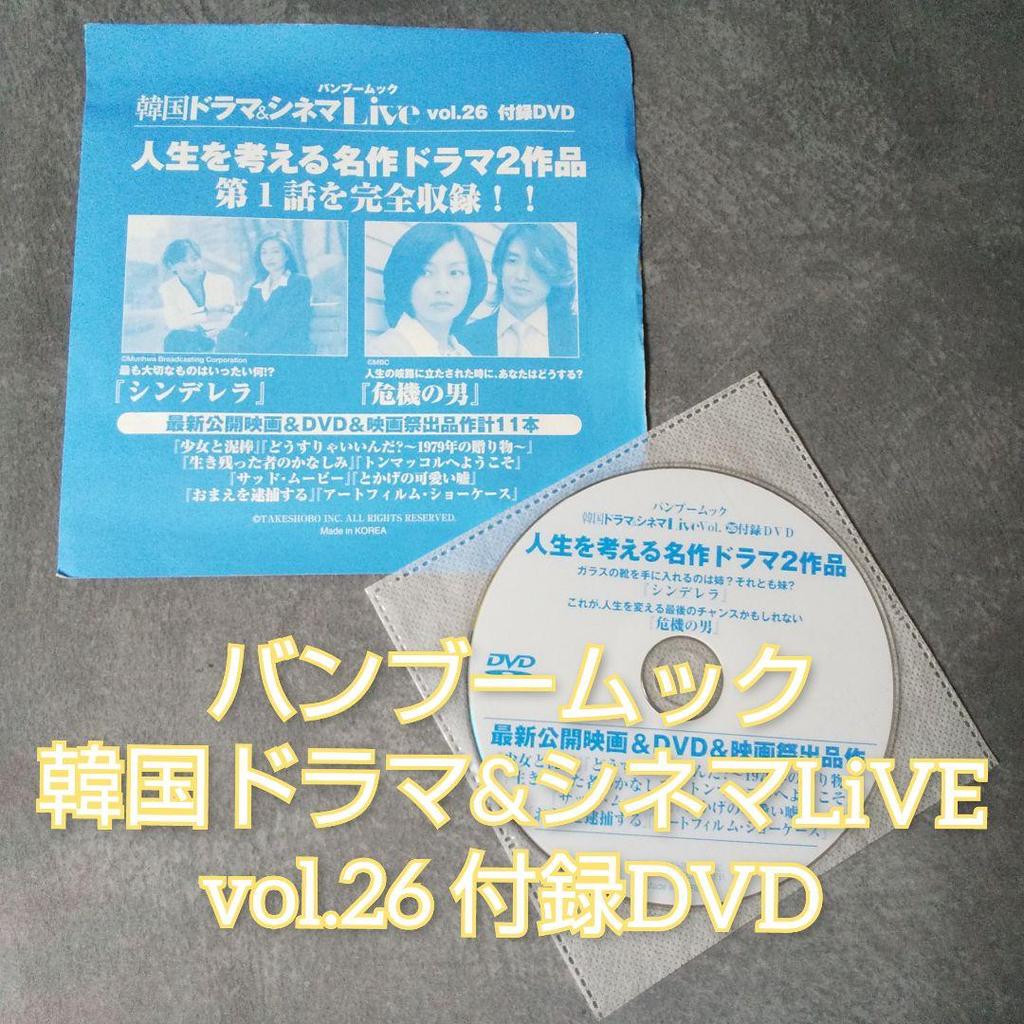 バンブームック
韓国ドラマ&シネマLive vol.26 付録DVD
人生を考える名作ドラマ2作品
第1話を完全収録！！
©Munhwa Broadcasting Corporation
©MBC
最も大切なものはいったい何!?
人生の岐路に立たされた時に、あなたはどうする?
『シンデレラ』
『危機の男』
最新公開映画&DVD&映画祭出品作計11本
『少女と泥棒』『どうすりゃいいんだ?～1979年の贈り物～』
『生き残った者のかなしみ』『トンマッコルへようこそ』
『サッド・ムービー』『とかげの可愛い嘘』
『おまえを逮捕する』『アートフィルム・ショーケース』
©TAKESHOBO INC. ALL RIGHTS RESERVED.
Made in KOREA
バンブームック
韓国ドラマ&シネマLive Vol.26付録DVD
人生を考える名作ドラマ2作品
ガラスの靴を手に入れるのは姉?それとも妹?
『シンデレラ』
これが、人生を変える最後のチャンスかもしれない
『危機の男』
DVD
最新公開映画&DVD&映画祭出品作
バンブームック
韓国ドラマ&シネマLiVE
vol.26 付録DVD